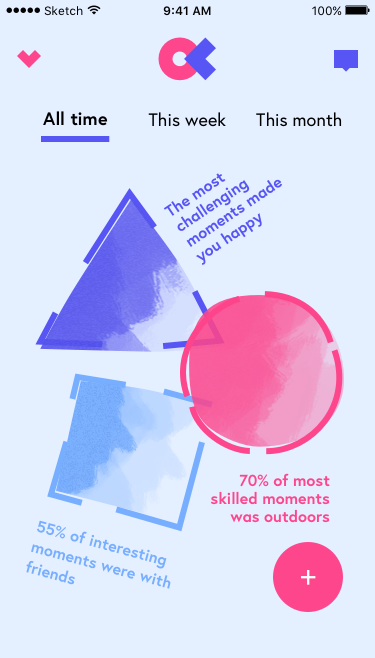 Sketch
9:41 AM
100%
All time
This week
This month
The most
challenging
moments made
you happy
70% of most
skilled moments
was outdoors
55% of interesting
moments were with
friends
+